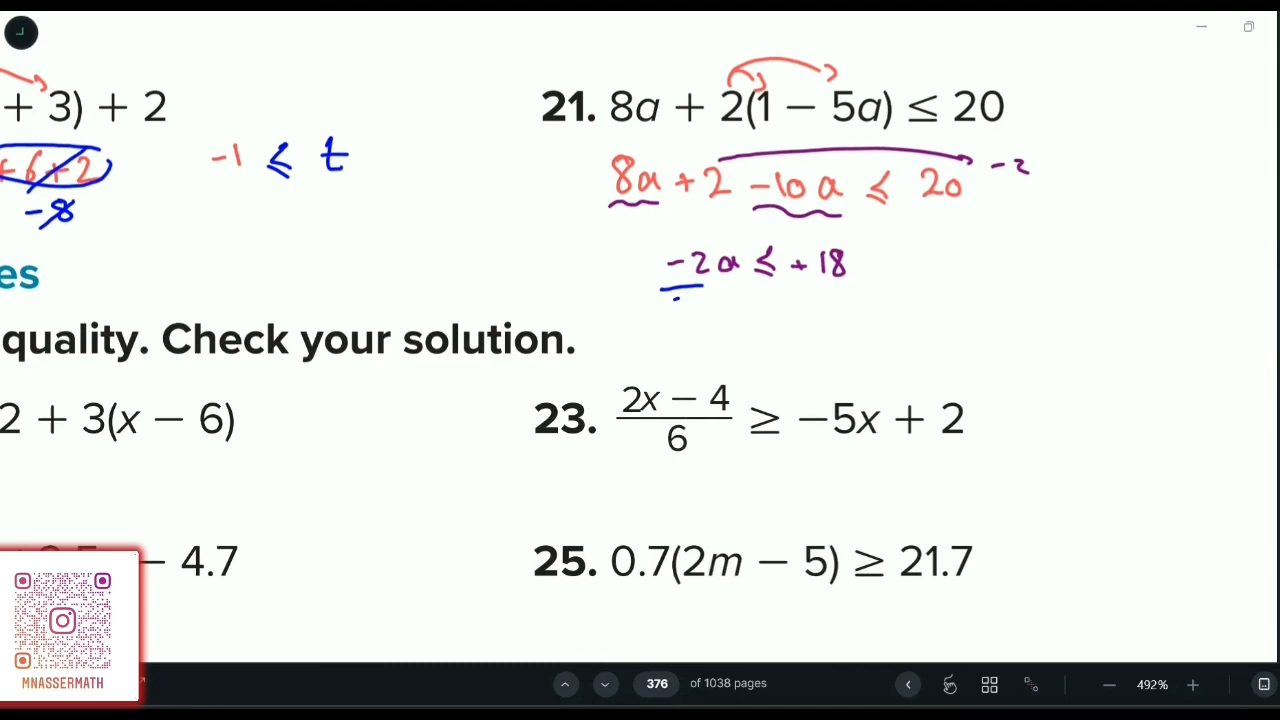 + 3) + 2
+ 6 + 2
-8
-1 ≤ t
21. 8a + 2(1 − 5a) ≤ 20
8a + 2 -10a ≤ 20 -2
-2a ≤ +18
es
quality. Check your solution.
2 + 3(x − 6)
23. (2x − 4)/6 ≥ −5x + 2
− 4.7
25. 0.7(2m − 5) ≥ 21.7
MNASSERMATH
376 of 1038 pages
492%